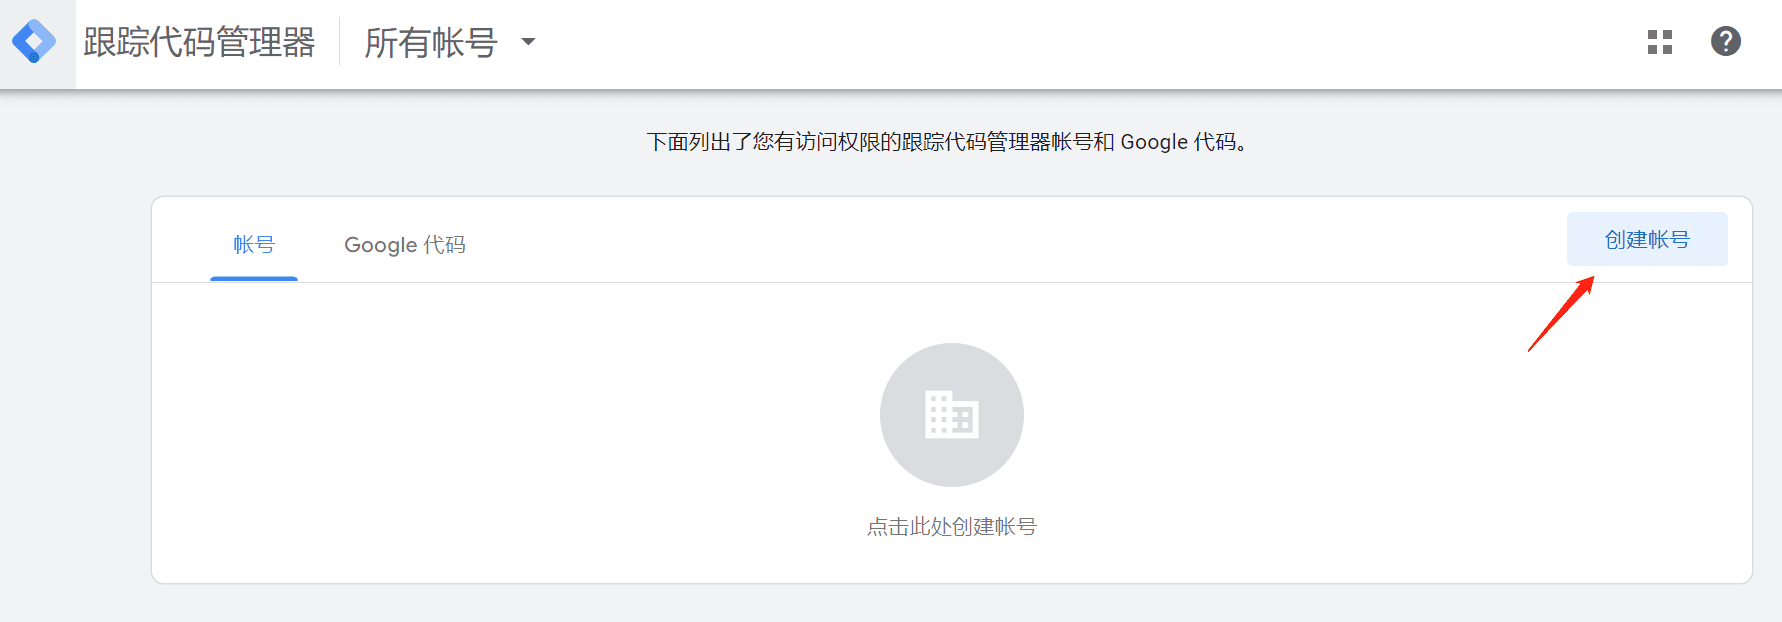 跟踪代码管理器
所有帐号
下面列出了您有访问权限的跟踪代码管理器帐号和 Google 代码。
帐号
Google 代码
创建帐号
点击此处创建帐号